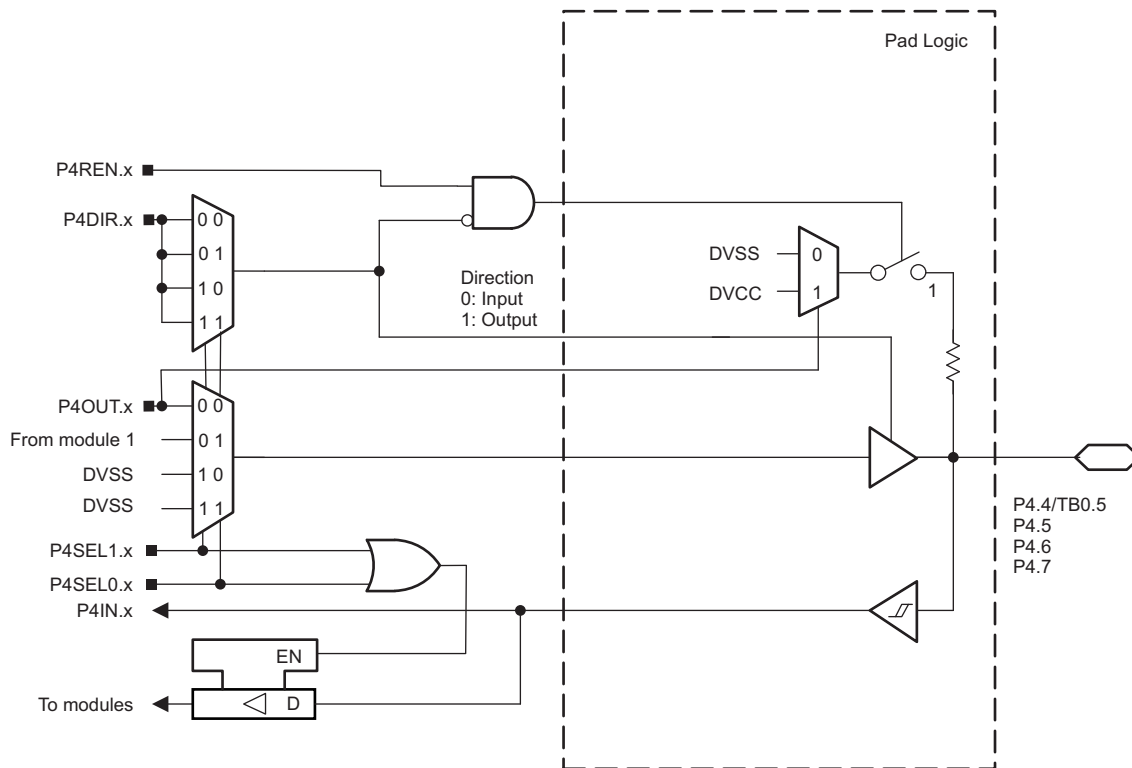 Pad Logic
P4REN.x
P4DIR.x
0 0
0 1
1 0
1 1
Direction
0: Input
1: Output
DVSS
0
DVCC
1
1
P4OUT.x
0 0
From module 1
0 1
DVSS
1 0
DVSS
1 1
P4.4/TB0.5
P4.5
P4.6
P4.7
P4SEL1.x
P4SEL0.x
P4IN.x
EN
To modules
D